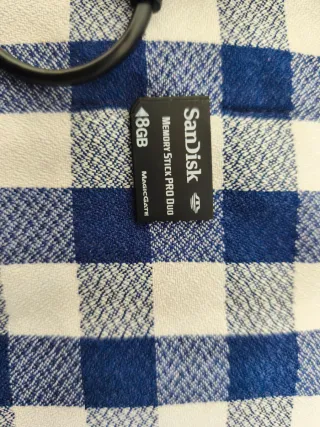 SanDisk
MEMORY STICK PRO DUO
8GB
MAGICGATE